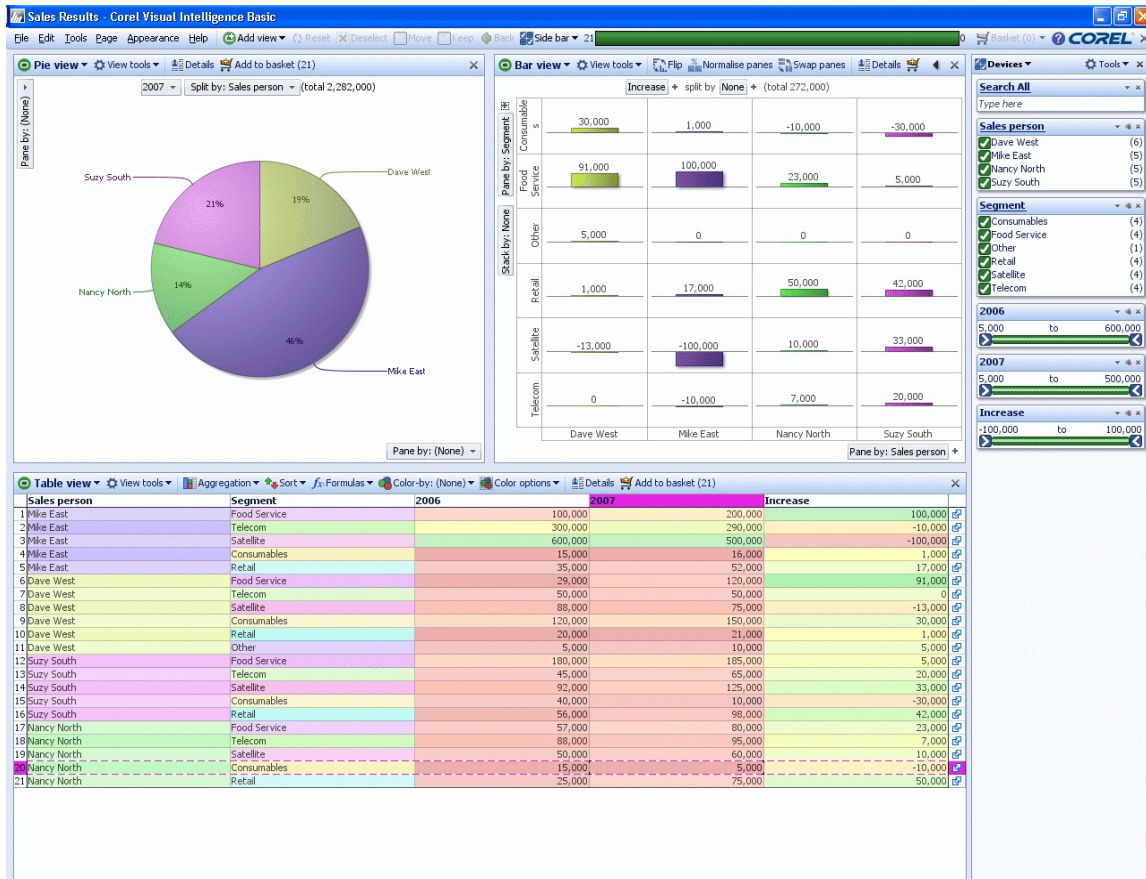 Sales Results - Corel Visual Intelligence Basic
File Edit Tools Page Appearance Help Add view Reset Deselect Move Keep Back Side bar 21 0 Basket (0) COREL
Pie view View tools Details Add to basket (21)
Pane by: (None)
2007 Split by: Sales person (total 2,282,000)
Suzy South
Dave West
21%
19%
Nancy North
14%
46%
Mike East
Pane by: (None)
Bar view View tools Flip Normalise panes Swap panes Details
Increase + split by None + (total 272,000)
Pane by: Segment
Stack by: None
Consumables 30,000 1,000 -10,000 -30,000
Food Service 91,000 100,000 23,000 5,000
Other 5,000 0 0 0
Retail 1,000 17,000 50,000 42,000
Satellite -13,000 -100,000 10,000 33,000
Telecom 0 -10,000 7,000 20,000
Dave West Mike East Nancy North Suzy South
Pane by: Sales person +
Devices Tools
Search All
Type here
Sales person
Dave West (6)
Mike East (5)
Nancy North (5)
Suzy South (5)
Segment
Consumables (4)
Food Service (4)
Other (1)
Retail (4)
Satellite (4)
Telecom (4)
2006
5,000 to 600,000
2007
5,000 to 500,000
Increase
-100,000 to 100,000
Table view View tools Aggregation Sort fx Formulas Color-by: (None) Color options Details Add to basket (21)
Sales person Segment 2006 2007 Increase
1 Mike East Food Service 100,000 200,000 100,000
2 Mike East Telecom 300,000 290,000 -10,000
3 Mike East Satellite 600,000 500,000 -100,000
4 Mike East Consumables 15,000 16,000 1,000
5 Mike East Retail 35,000 52,000 17,000
6 Dave West Food Service 29,000 120,000 91,000
7 Dave West Telecom 50,000 50,000 0
8 Dave West Satellite 88,000 75,000 -13,000
9 Dave West Consumables 120,000 150,000 30,000
10 Dave West Retail 20,000 21,000 1,000
11 Dave West Other 5,000 10,000 5,000
12 Suzy South Food Service 180,000 185,000 5,000
13 Suzy South Telecom 45,000 65,000 20,000
14 Suzy South Satellite 92,000 125,000 33,000
15 Suzy South Consumables 40,000 10,000 -30,000
16 Suzy South Retail 56,000 98,000 42,000
17 Nancy North Food Service 57,000 80,000 23,000
18 Nancy North Telecom 88,000 95,000 7,000
19 Nancy North Satellite 50,000 60,000 10,000
20 Nancy North Consumables 15,000 5,000 -10,000
21 Nancy North Retail 25,000 75,000 50,000